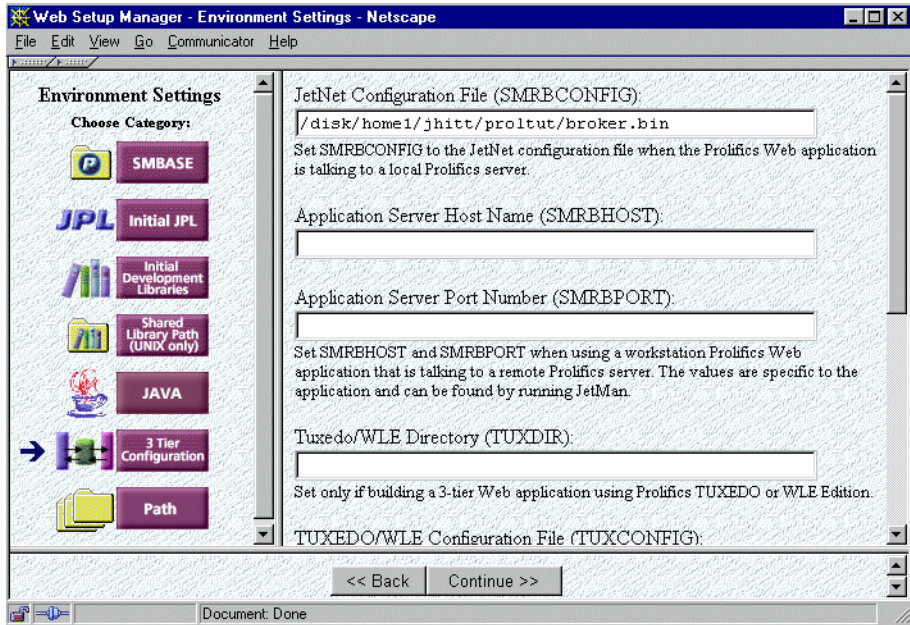 Web Setup Manager - Environment Settings - Netscape
File Edit View Go Communicator Help
Environment Settings
Choose Category:
P
SMBASE
JPL
Initial JPL
Initial
Development
Libraries
Shared
Library Path
(UNIX only)
JAVA
3 Tier
Configuration
Path
JetNet Configuration File (SMRBCONFIG):
/disk/home1/jhitt/proltut/broker.bin
Set SMRBCONFIG to the JetNet configuration file when the Prolifics Web application
is talking to a local Prolifics server.
Application Server Host Name (SMRBHOST):
Application Server Port Number (SMRBPORT):
Set SMRBHOST and SMRBPORT when using a workstation Prolifics Web
application that is talking to a remote Prolifics server. The values are specific to the
application and can be found by running JetMan.
Tuxedo/WLE Directory (TUXDIR):
Set only if building a 3-tier Web application using Prolifics TUXEDO or WLE Edition.
TUXEDO/WLE Configuration File (TUXCONFIG):
<< Back
Continue >>
Document: Done